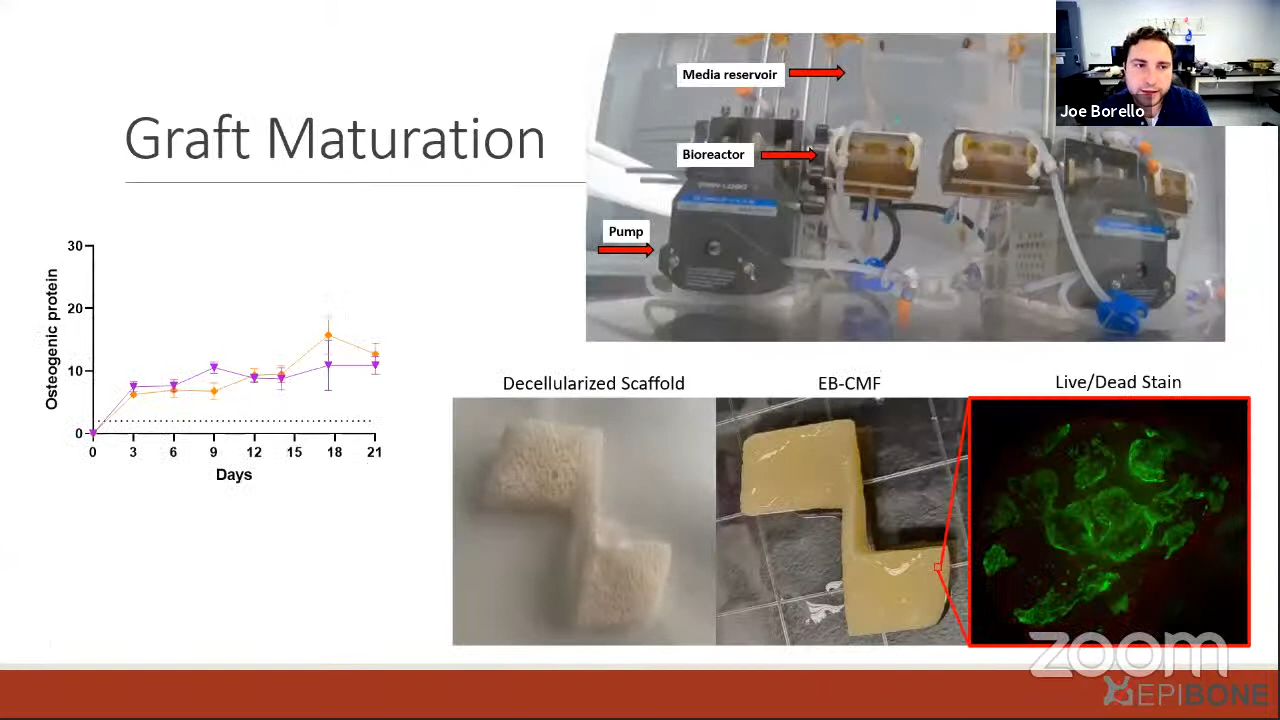 Graft Maturation
Media reservoir
Bioreactor
Pump
Joe Borello
Osteogenic protein
30
20
10
0
0 3 6 9 12 15 18 21
Days
Decellularized Scaffold
EB-CMF
Live/Dead Stain
zoom
EPIBONE